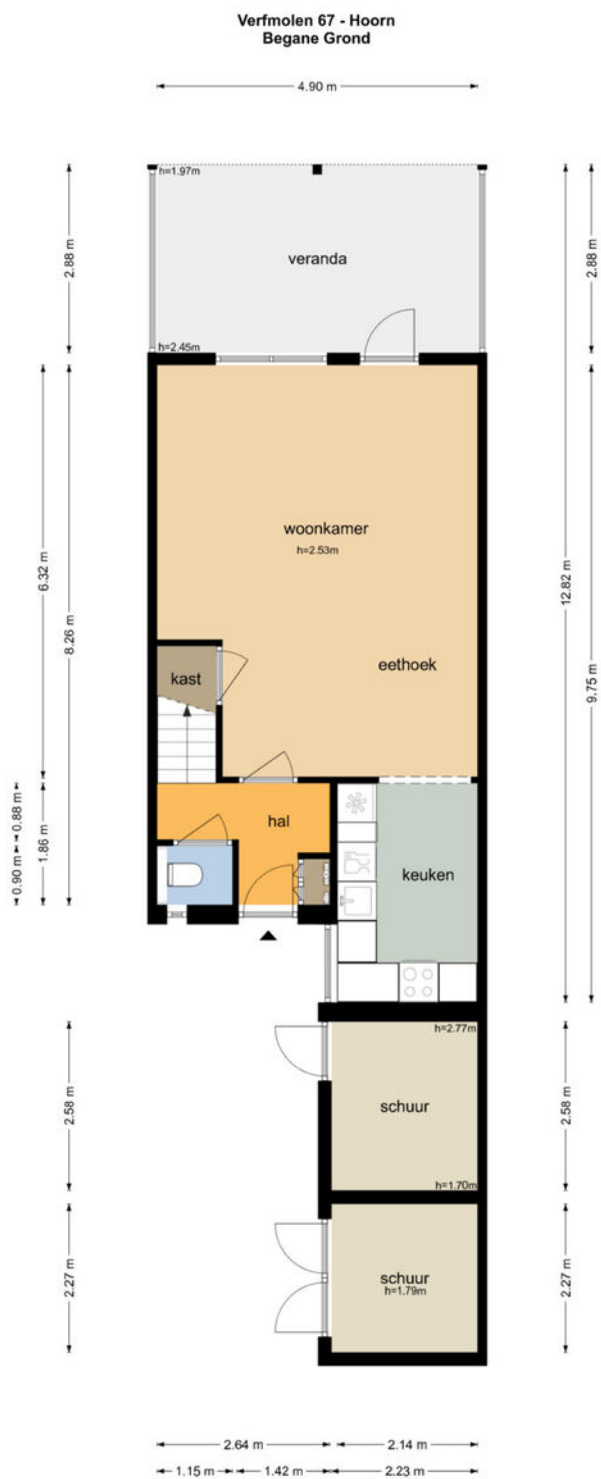 Verfmolen 67 - Hoorn
Begane Grond
4.90 m
h=1.97m
veranda
h=2.45m
2.88 m
2.88 m
woonkamer
h=2.53m
6.32 m
8.26 m
12.82 m
9.75 m
eethoek
kast
hal
keuken
0.88 m
0.90 m
1.86 m
h=2.77m
schuur
h=1.70m
2.58 m
2.58 m
schuur
h=1.79m
2.27 m
2.27 m
2.64 m
2.14 m
1.15 m
1.42 m
2.23 m